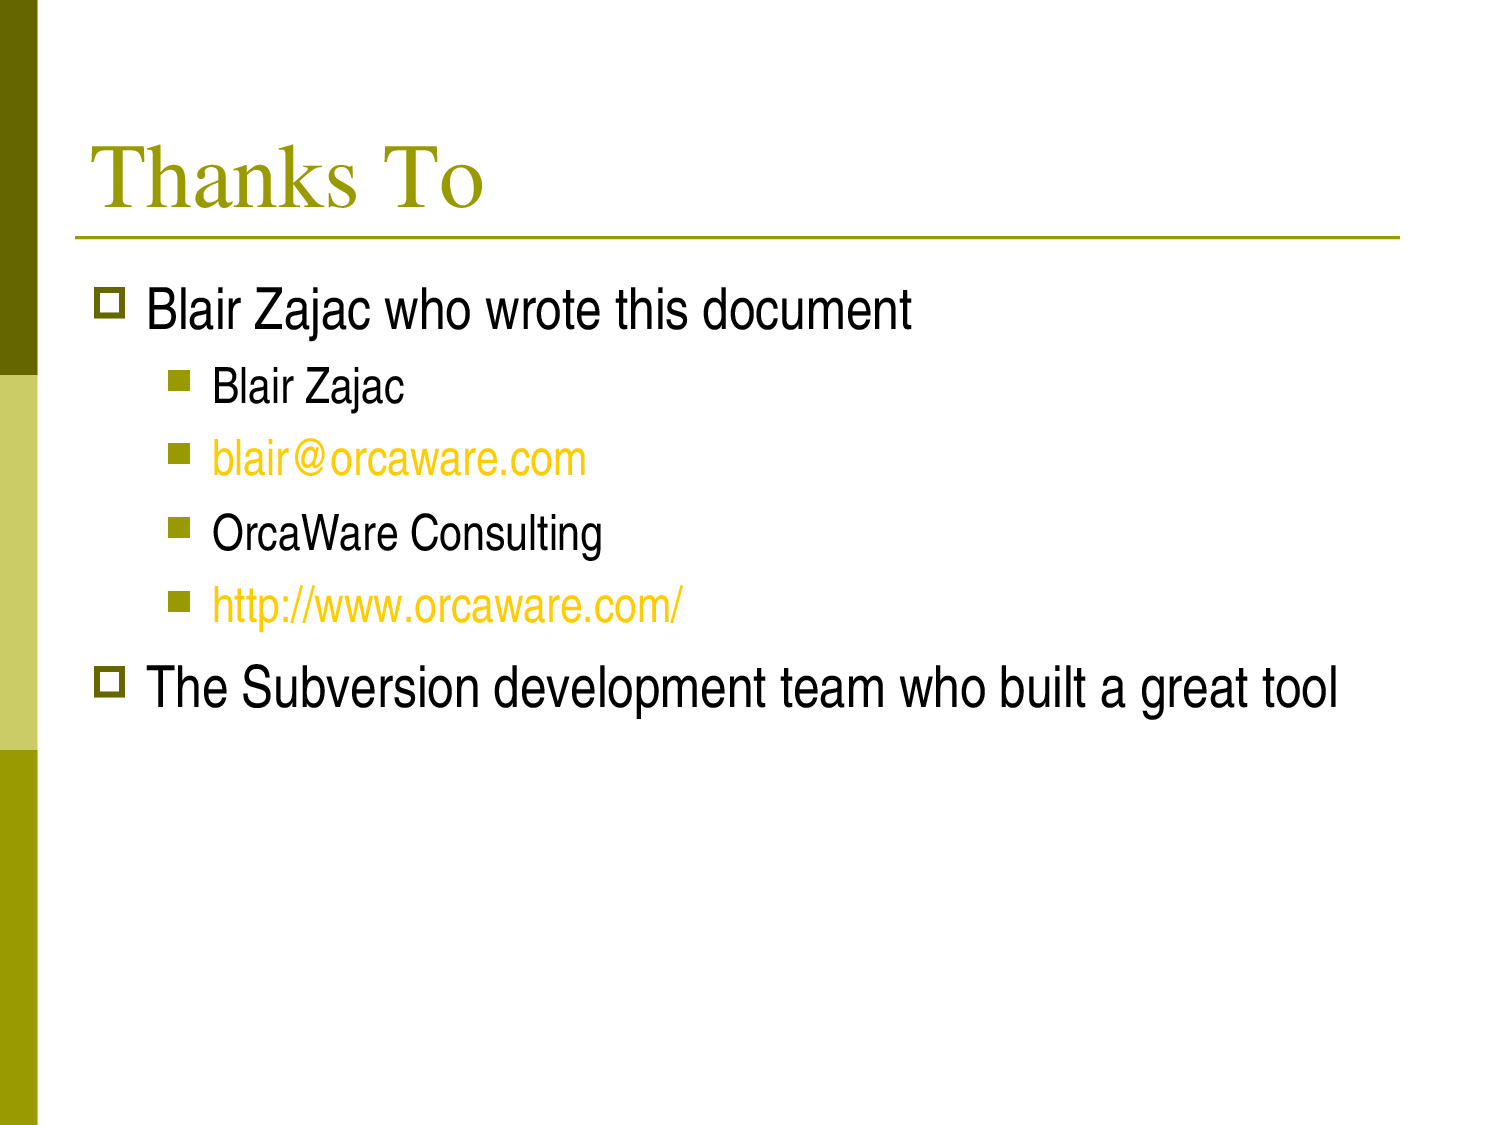 Thanks To
Blair Zajac who wrote this document
Blair Zajac
blair@orcaware.com
OrcaWare Consulting
http://www.orcaware.com/
The Subversion development team who built a great tool